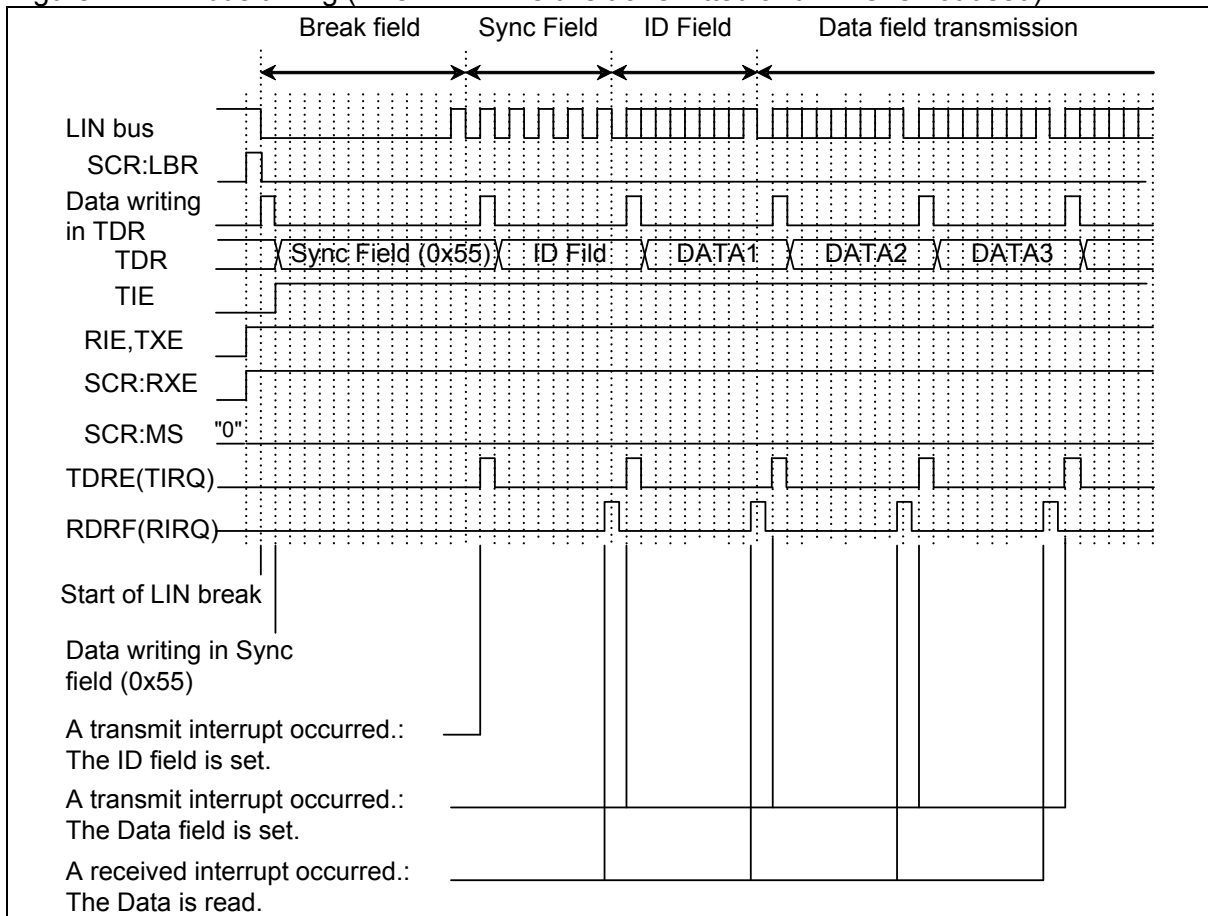 Break field Sync Field ID Field Data field transmission
LIN bus
SCR:LBR
Data writing
in TDR
TDR
Sync Field (0x55) ID Fild DATA1 DATA2 DATA3
TIE
RIE,TXE
SCR:RXE
SCR:MS "0"
TDRE(TIRQ)
RDRF(RIRQ)
Start of LIN break
Data writing in Sync
field (0x55)
A transmit interrupt occurred.:
The ID field is set.
A transmit interrupt occurred.:
The Data field is set.
A received interrupt occurred.:
The Data is read.